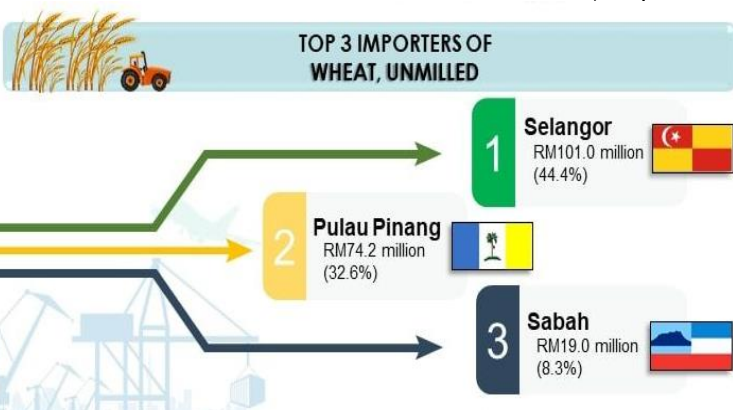 TOP 3 IMPORTERS OF
WHEAT, UNMILLED
1
Selangor
RM101.0 million
(44.4%)
2
Pulau Pinang
RM74.2 million
(32.6%)
3
Sabah
RM19.0 million
(8.3%)